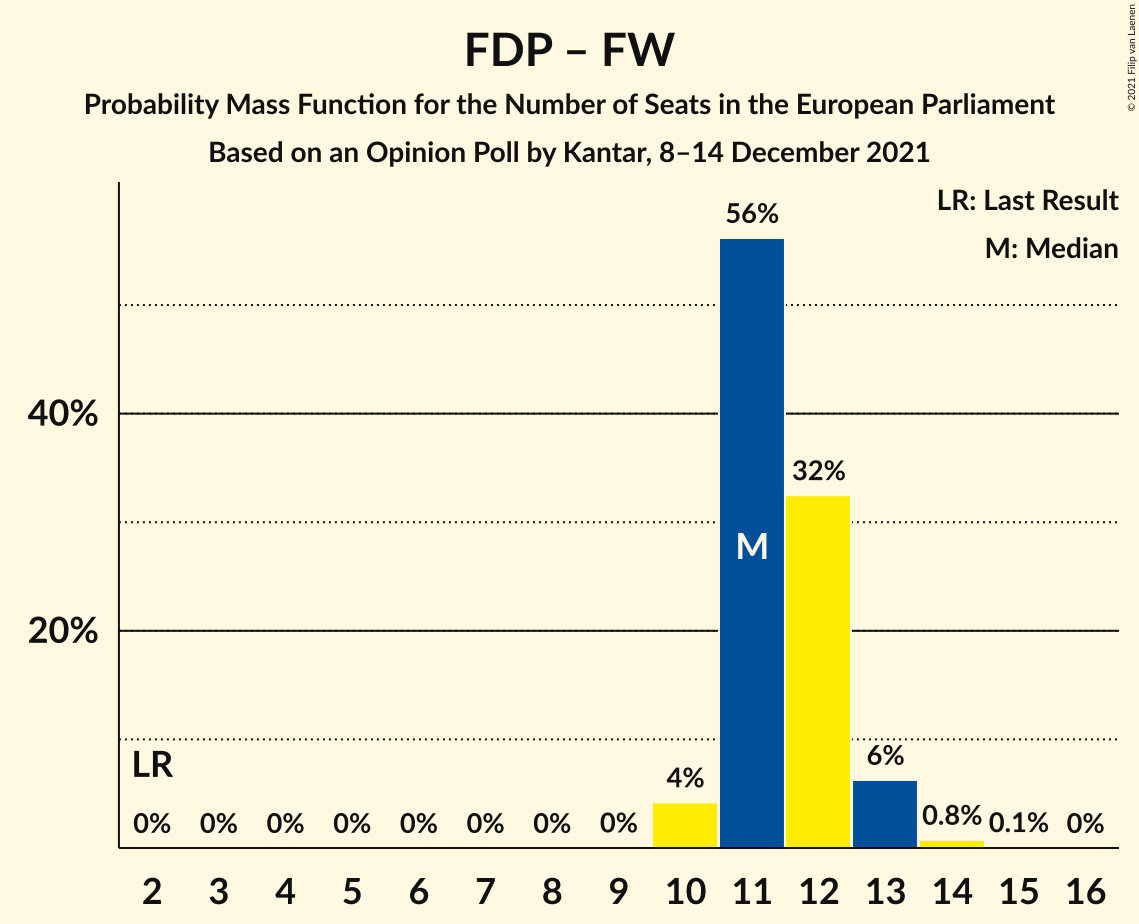 FDP – FW
Probability Mass Function for the Number of Seats in the European Parliament
Based on an Opinion Poll by Kantar, 8–14 December 2021
© 2021 Filip van Laenen
LR: Last Result
M: Median
56%
40%
32%
M
20%
LR
6%
4%
0% 0% 0% 0% 0% 0% 0% 0% 0.8% 0.1% 0%
2 3 4 5 6 7 8 9 10 11 12 13 14 15 16